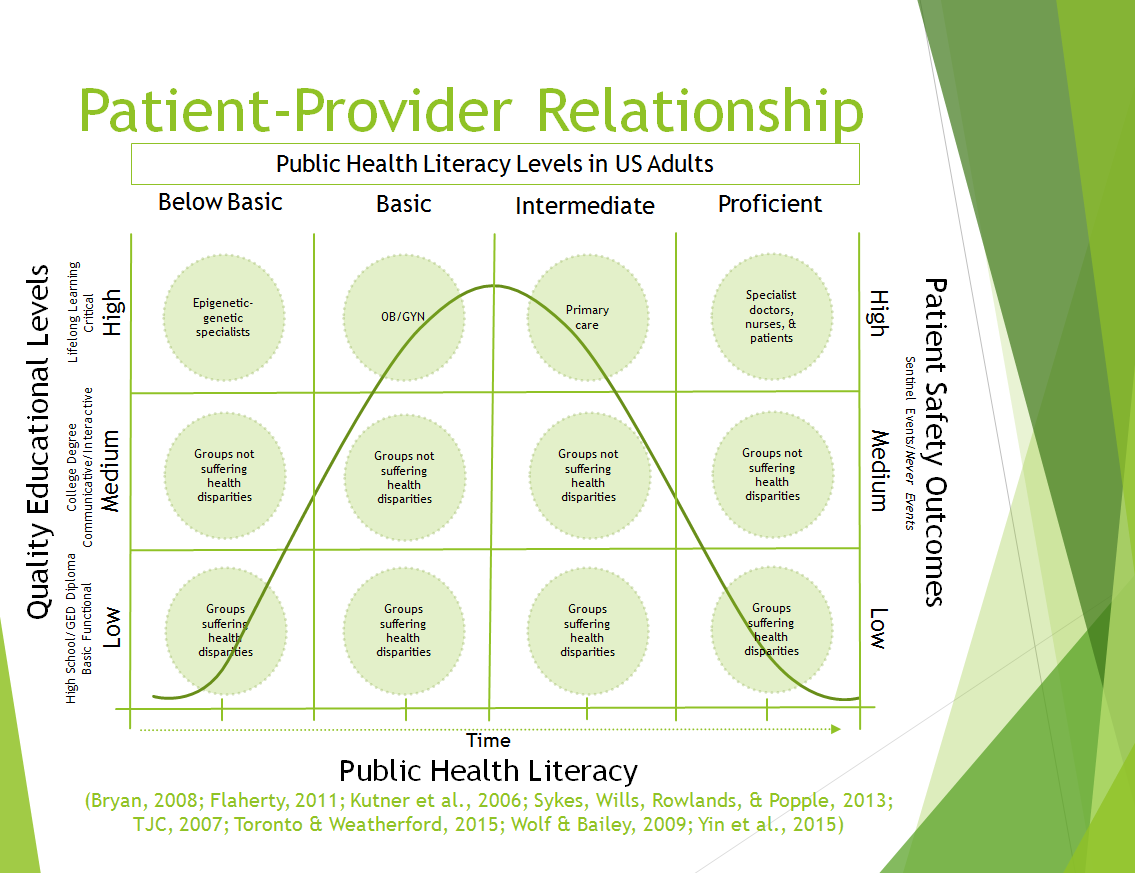 Patient-Provider Relationship
Public Health Literacy Levels in US Adults
Below Basic
Basic
Intermediate
Proficient
Quality Educational Levels
Lifelong Learning
Critical
High
Epigenetic-
genetic
specialists
OB/GYN
Primary
care
Specialist
doctors,
nurses, &
patients
High
Patient Safety Outcomes
Sentinel Events/Never Events
College Degree
Communicative/Interactive
Medium
Groups not
suffering
health
disparities
Groups not
suffering
health
disparities
Groups not
suffering
health
disparities
Groups not
suffering
health
disparities
Medium
High School/GED Diploma
Basic Functional
Low
Groups
suffering
health
disparities
Groups
suffering
health
disparities
Groups
suffering
health
disparities
Groups
suffering
health
disparities
Low
Time
Public Health Literacy
(Bryan, 2008; Flaherty, 2011; Kutner et al., 2006; Sykes, Wills, Rowlands, & Popple, 2013;
TJC, 2007; Toronto & Weatherford, 2015; Wolf & Bailey, 2009; Yin et al., 2015)